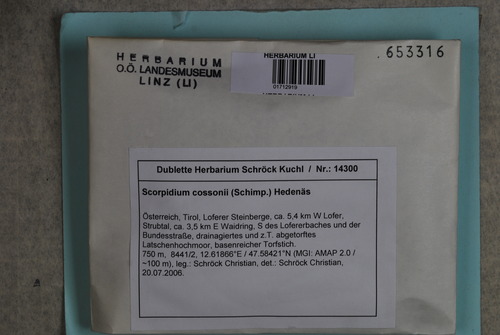 HERBARIUM
O.Ö. LANDESMUSEUM
LINZ (LI)
HERBARIUM LI
01712919
653316
Dublette Herbarium Schröck Kuchl / Nr.: 14300
Scorpidium cossonii (Schimp.) Hedenäs
Österreich, Tirol, Loferer Steinberge, ca. 5,4 km W Lofer,
Strubtal, ca. 3,5 km E Waidring, S des Lofererbaches und der
Bundesstraße, drainagiertes und z.T. abgetorftes
Latschenhochmoor, basenreicher Torfstich.
750 m, 8441/2, 12.61866°E / 47.58421°N (MGI: AMAP 2.0 /
~100 m), leg.: Schröck Christian, det.: Schröck Christian,
20.07.2006.